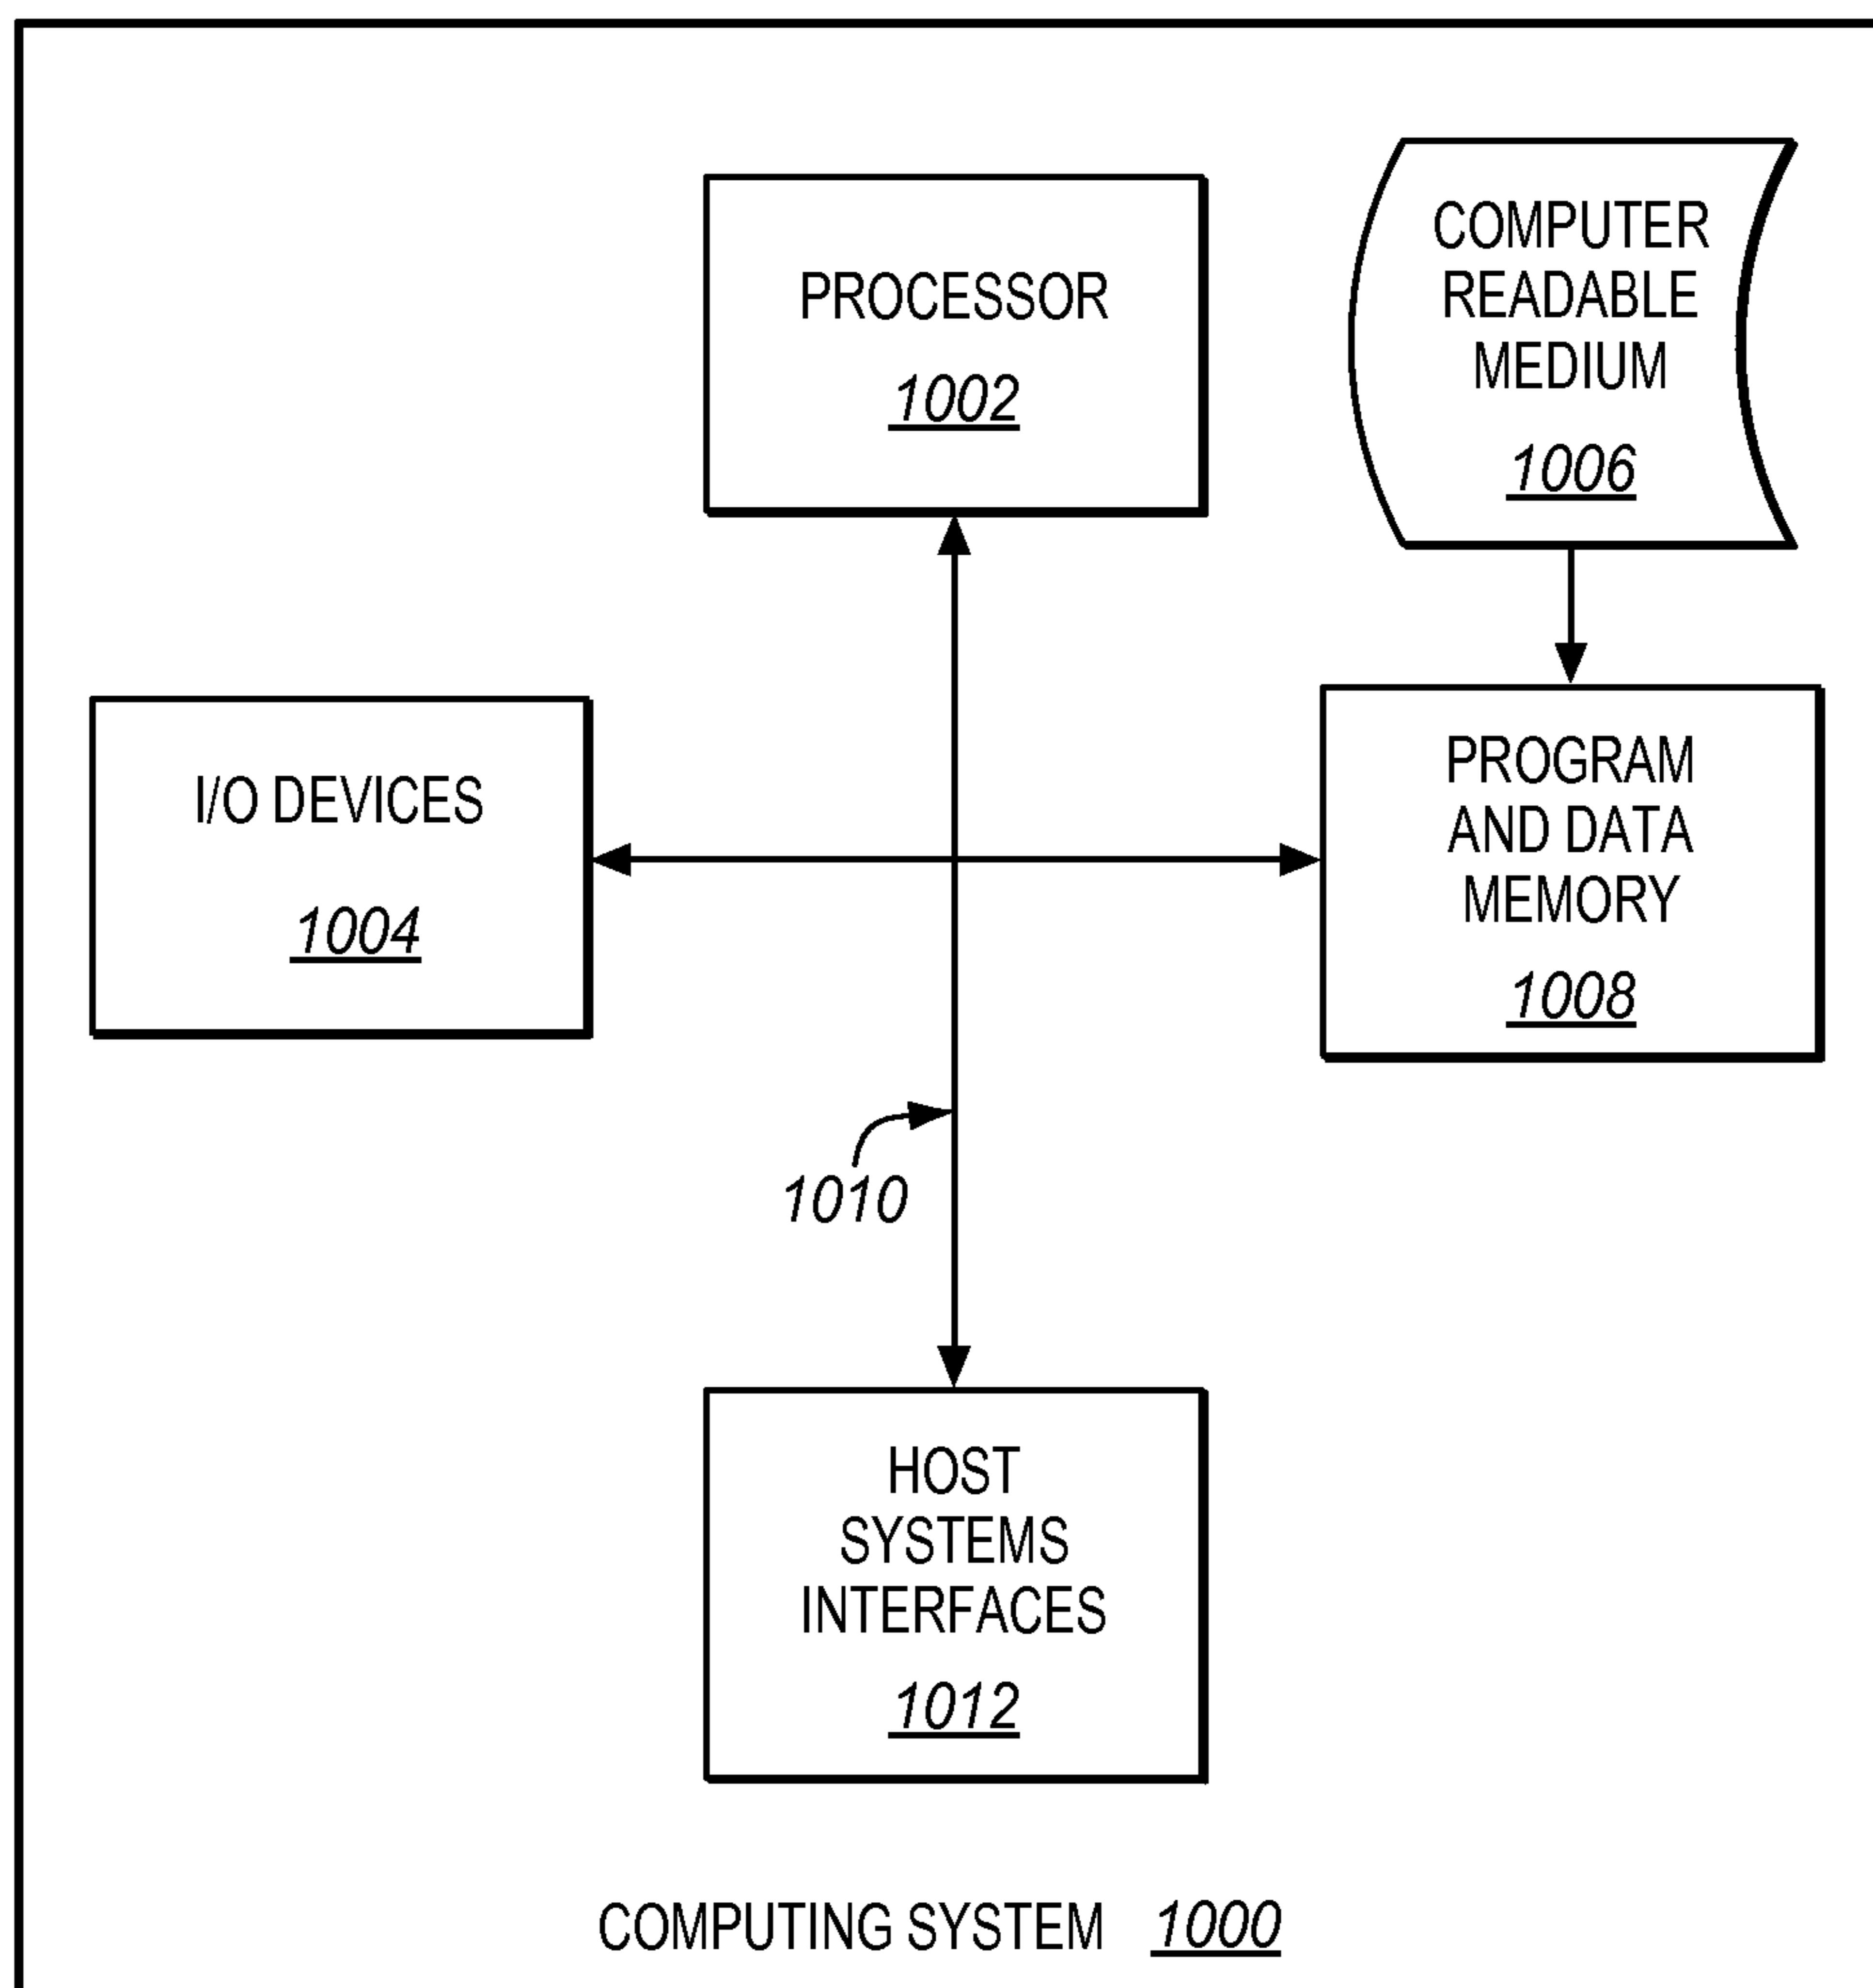 PROCESSOR
1002
COMPUTER
READABLE
MEDIUM
1006
I/O DEVICES
1004
PROGRAM
AND DATA
MEMORY
1008
1010
HOST
SYSTEMS
INTERFACES
1012
COMPUTING SYSTEM 1000